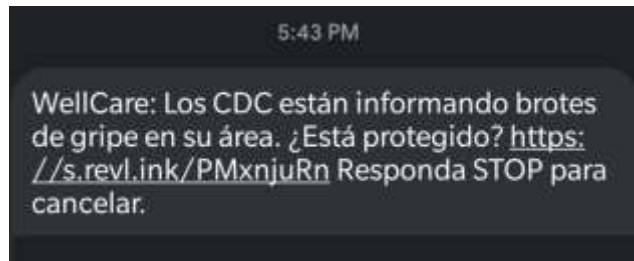 5:43 PM
WellCare: Los CDC están informando brotes
de gripe en su área. ¿Está protegido? https:
//s.revl.ink/PMxnjuRn Responda STOP para
cancelar.